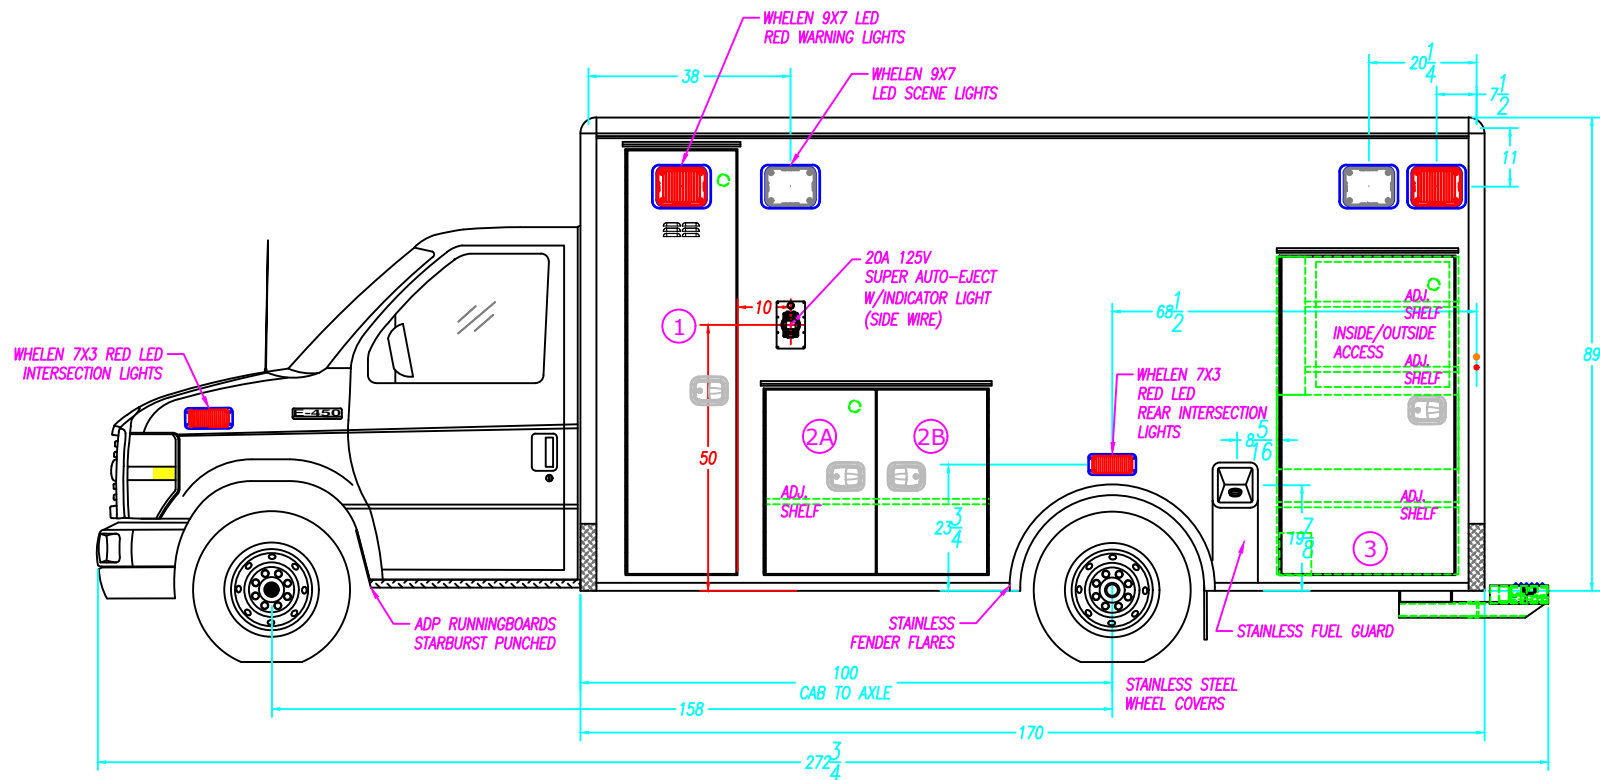 WHELEN 9X7 LED
RED WARNING LIGHTS
38
WHELEN 9X7
LED SCENE LIGHTS
20 1/4
7 1/2
11
89
20A 125V
SUPER AUTO-EJECT
W/INDICATOR LIGHT
(SIDE WIRE)
10
1
68 1/2
ADJ.
SHELF
INSIDE/OUTSIDE
ACCESS
ADJ.
SHELF
WHELEN 7X3 RED LED
INTERSECTION LIGHTS
E-450
WHELEN 7X3
RED LED
REAR INTERSECTION
LIGHTS
8 5/16
2A
2B
50
ADJ.
SHELF
ADJ.
SHELF
23 3/4
19 7/8
3
ADP RUNNINGBOARDS
STARBURST PUNCHED
STAINLESS
FENDER FLARES
STAINLESS FUEL GUARD
100
CAB TO AXLE
STAINLESS STEEL
WHEEL COVERS
158
170
272 3/4